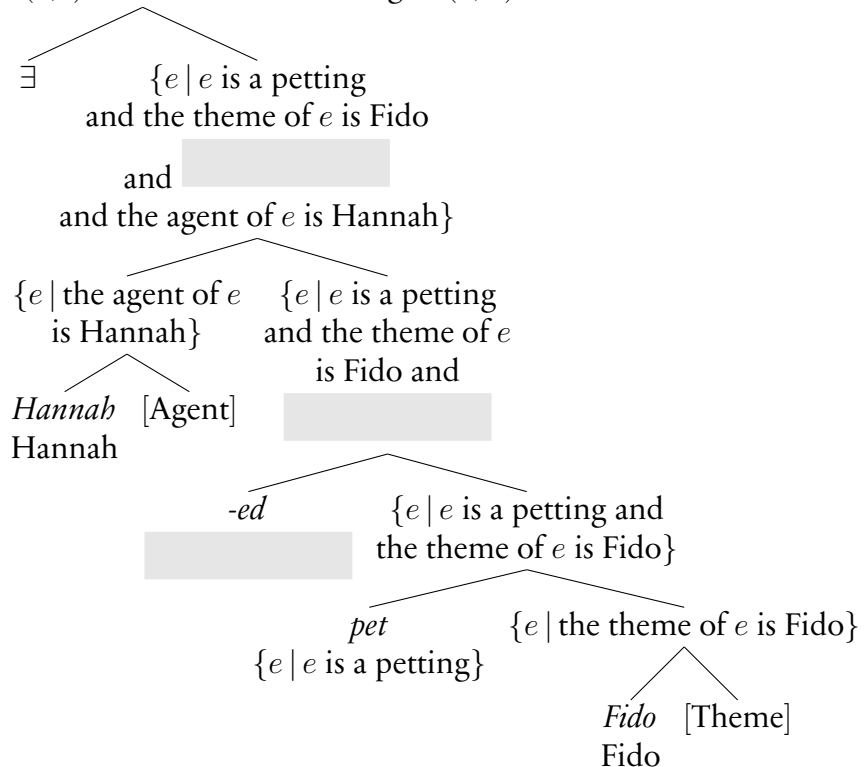 ∃ {e | e is a petting
and the theme of e is Fido
and
and the agent of e is Hannah}
{e | the agent of e {e | e is a petting
is Hannah} and the theme of e
is Fido and
Hannah [Agent]
Hannah
-ed {e | e is a petting and
the theme of e is Fido}
pet {e | the theme of e is Fido}
{e | e is a petting}
Fido [Theme]
Fido